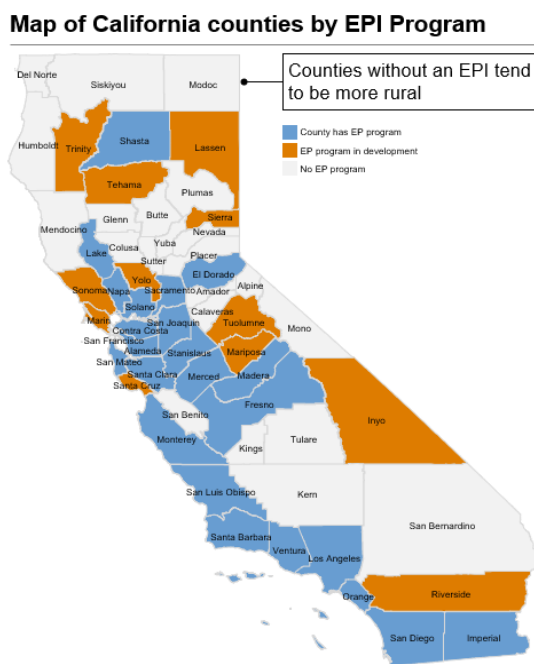 Map of California counties by EPI Program
Counties without an EPI tend
to be more rural
County has EP program
EP program in development
No EP program
Del Norte
Siskiyou
Modoc
Humboldt
Trinity
Shasta
Lassen
Tehama
Plumas
Mendocino
Glenn
Butte
Sierra
Nevada
Colusa
Yuba
Lake
Sutter
Placer
El Dorado
Yolo
Sonoma
Napa
Sacramento
Amador
Alpine
Solano
Calaveras
Marin
Contra Costa
San Joaquin
Tuolumne
Mono
San Francisco
Alameda
Stanislaus
Mariposa
San Mateo
Santa Clara
Merced
Madera
Santa Cruz
Fresno
San Benito
Inyo
Monterey
Kings
Tulare
San Luis Obispo
Kern
San Bernardino
Santa Barbara
Ventura
Los Angeles
Orange
Riverside
San Diego
Imperial